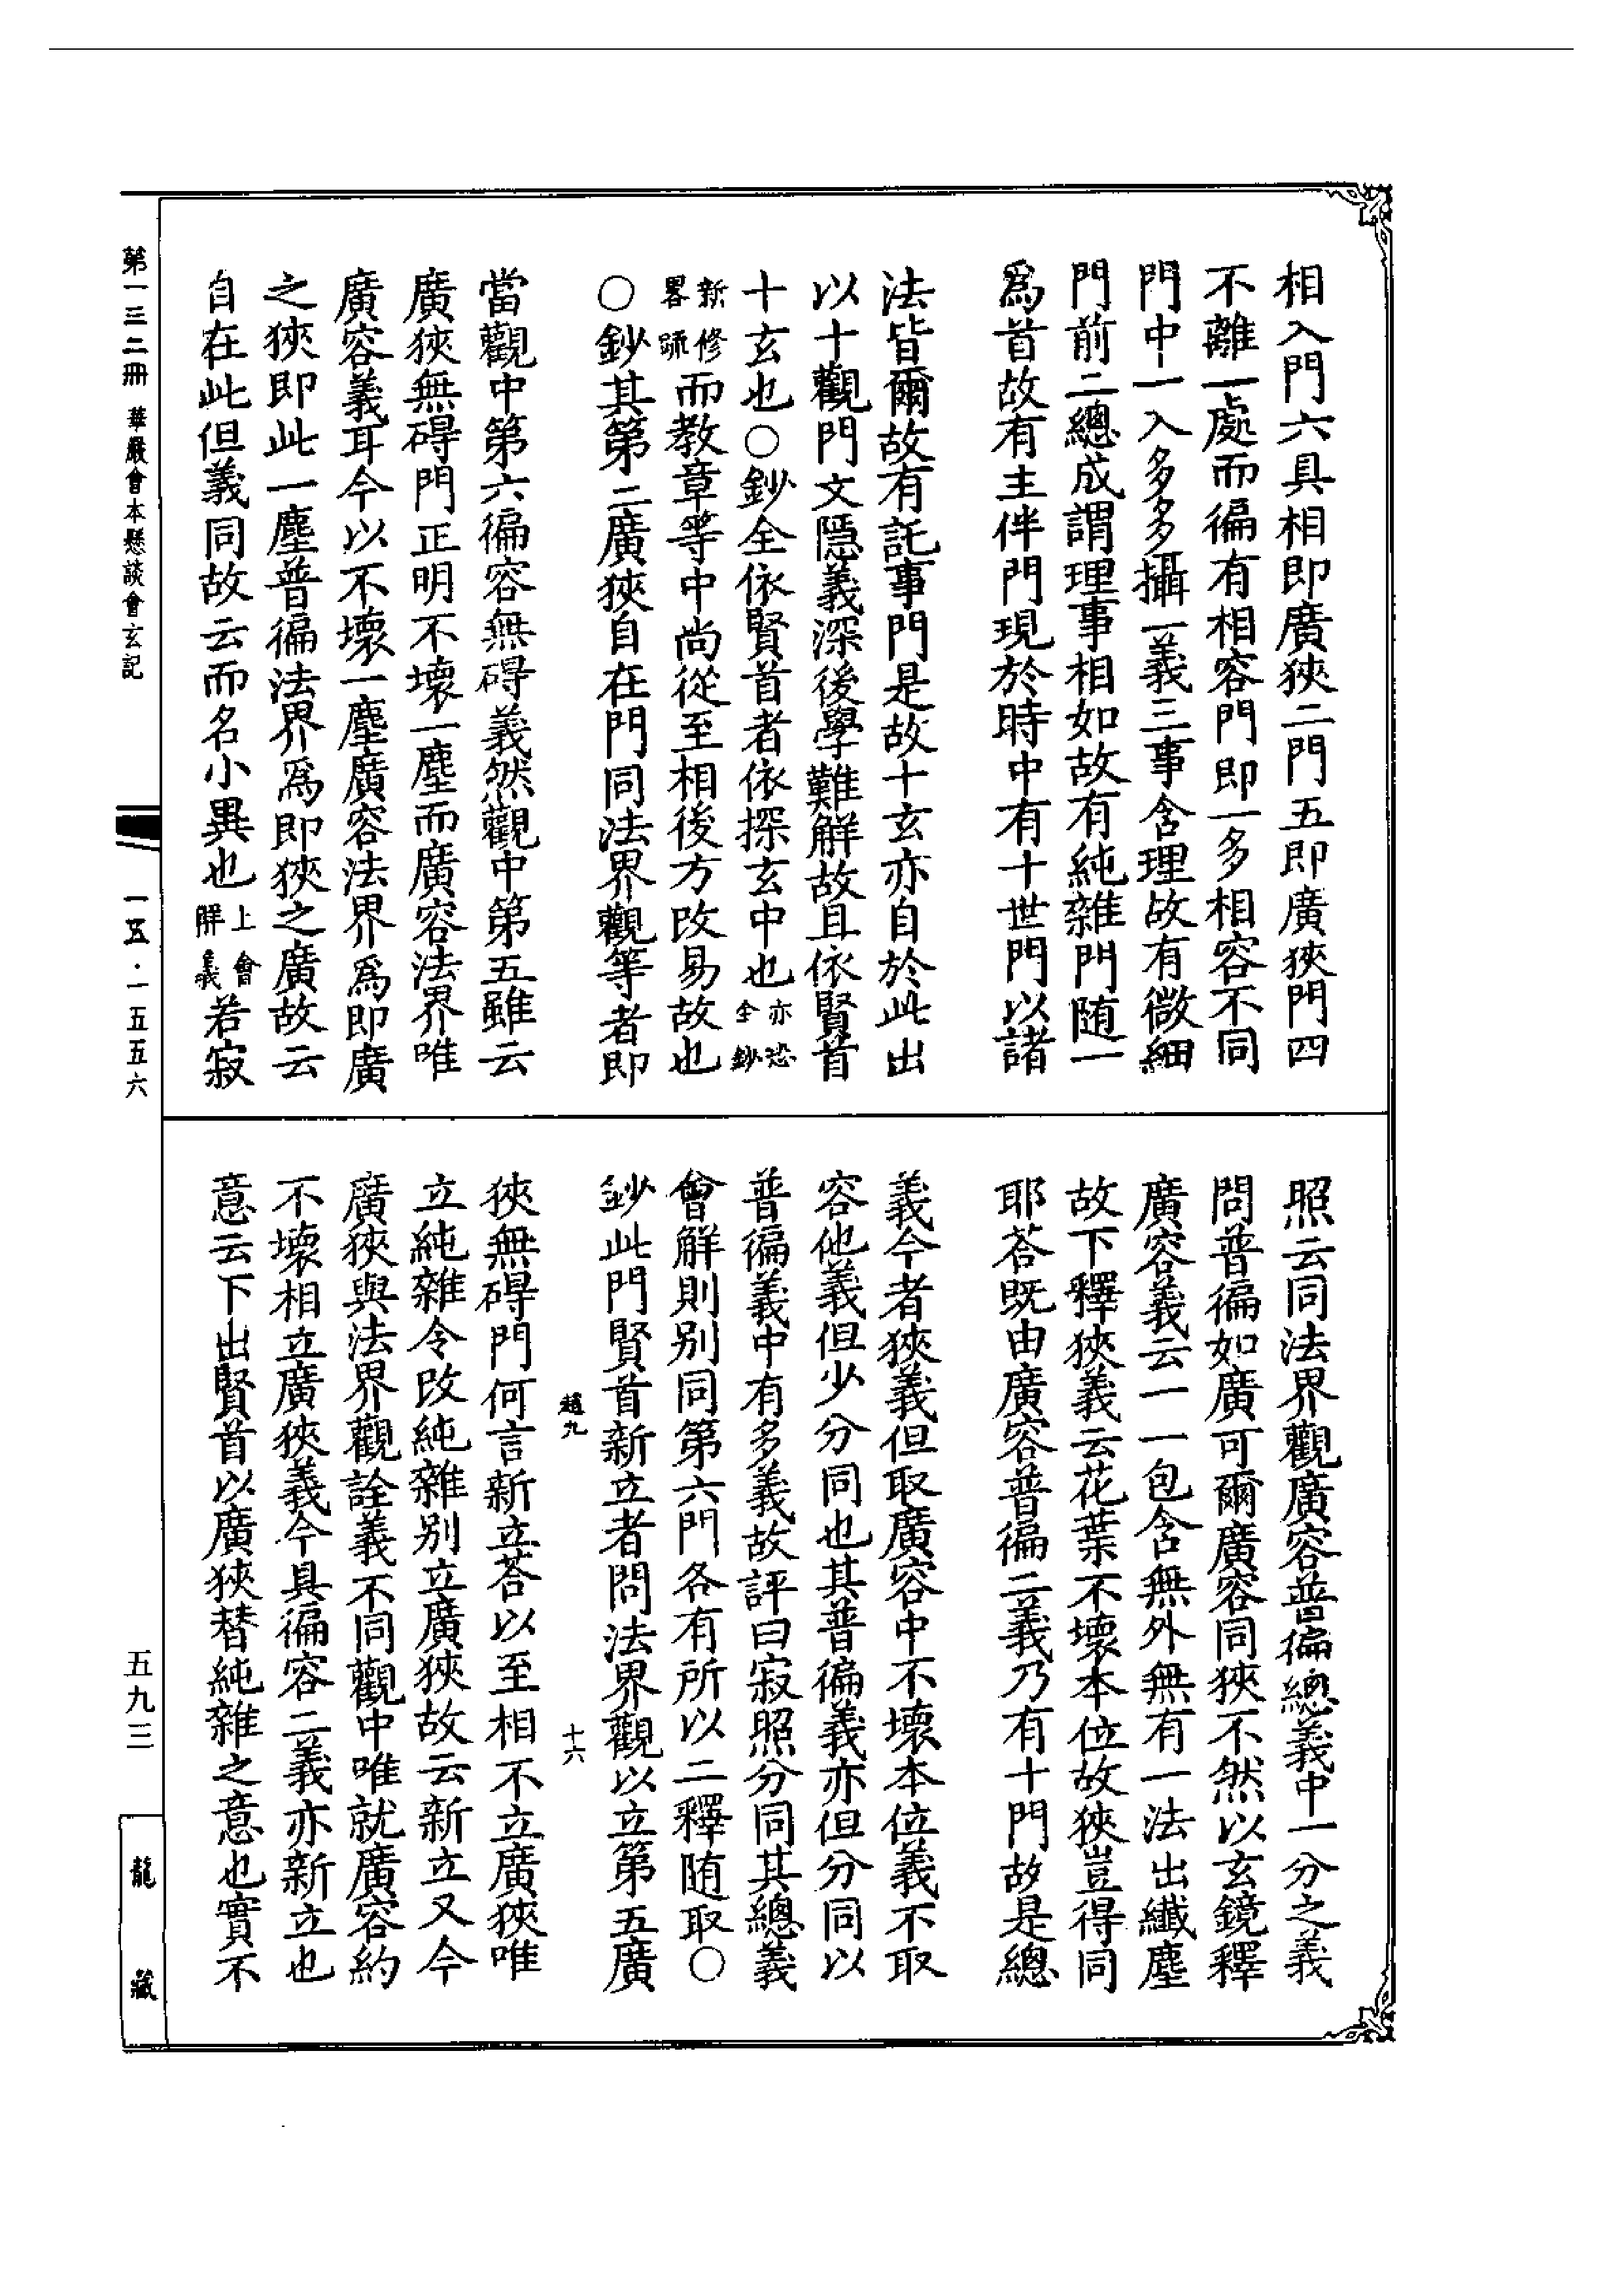 相入門六具相即廣狹二門五即廣狹門四
不離一處而徧有相容門即一多相容不同
門中一入多多攝一義三事含理故有微細
門前二總成謂理事相如故有純雜門随一
爲首故有主伴門現於時中有十世門以諸
法皆爾故有託事門是故十玄亦自於此出
以十觀門文隱義深後學難解故且依賢首
十玄也○鈔全依賢首者依探玄中也亦恐全鈔
新修畧䟽而教章等中尚從至相後方改易故也
○鈔其第二廣狹自在門同法界觀等者即
當觀中第六徧容無碍義然觀中第五雖云
廣狹無碍門正明不壞一塵而廣容法界唯
廣容義耳今以不壞一塵廣容法界爲即廣
之狹即此一塵普徧法界爲即狹之廣故云
自在此但義同故云而名小異也上會解義若寂
照云同法界觀廣容普徧總義中一分之義
問普徧如廣可爾廣容同狹不然以玄鏡釋
廣容義云一一包含無外無有一法出纖塵
故下釋狹義云花葉不壞本位故狹豈得同
耶荅既由廣容普徧二義乃有十門故是總
義今者狹義但取廣容中不壞本位義不取
容他義但少分同也其普徧義亦但分同以
普徧義中有多義故評曰寂照分同其總義
會解則别同第六門各有所以二釋随取○
鈔此門賢首新立者問法界觀以立第五廣
趙九 十六
狹無碍門何言新立荅以至相不立廣狹唯
立純雜令改純雜别立廣狹故云新立又今
廣狹與法界觀詮義不同觀中唯就廣容約
不壞相立廣狹義今具徧容二義亦新立也
意云下出賢首以廣狹替純雜之意也實不
第一三二冊 華嚴會本懸談會玄記 一五·一五五六 五九三 龍藏